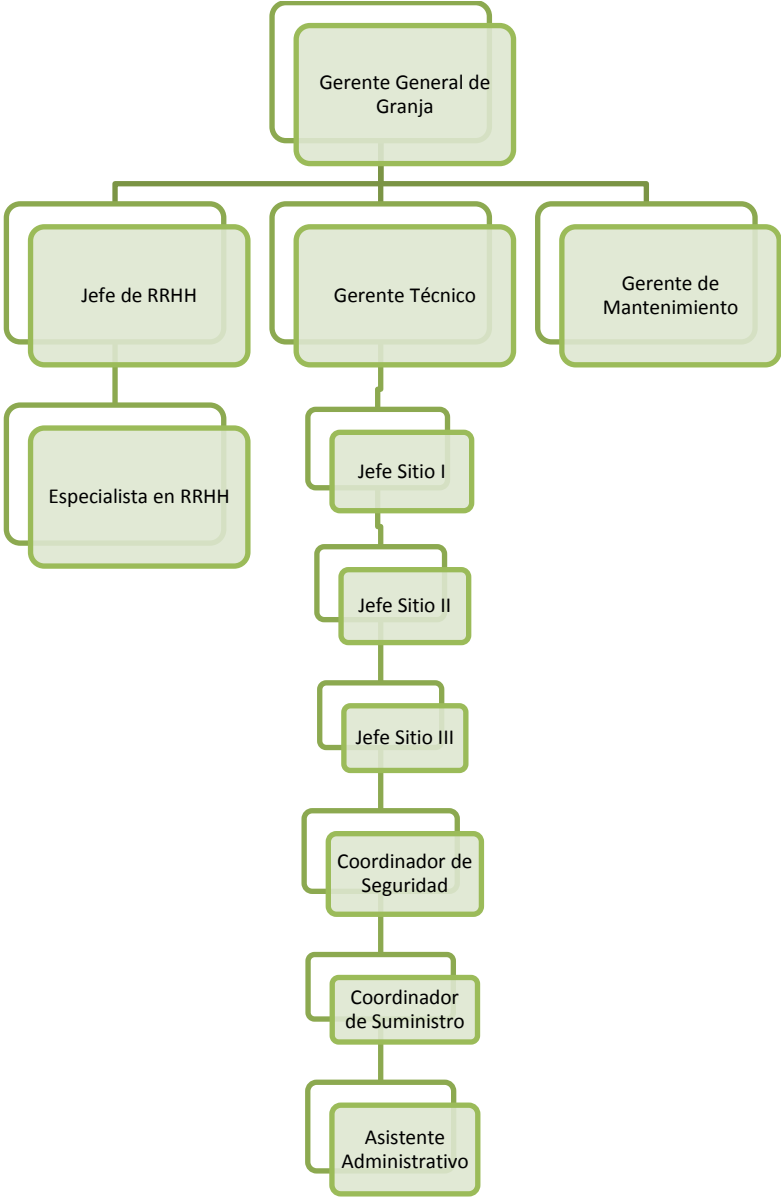 Gerente General de
Granja
Jefe de RRHH
Gerente Técnico
Gerente de
Mantenimiento
Especialista en RRHH
Jefe Sitio I
Jefe Sitio II
Jefe Sitio III
Coordinador de
Seguridad
Coordinador
de Suministro
Asistente
Administrativo